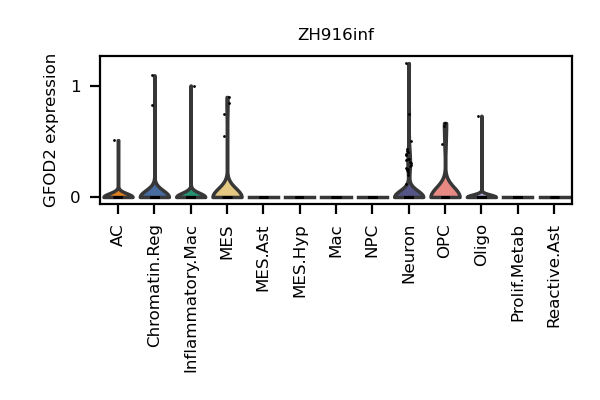 ZH916inf
GFOD2 expression
1
0
AC
Chromatin.Reg
Inflammatory.Mac
MES
MES.Ast
MES.Hyp
Mac
NPC
Neuron
OPC
Oligo
Prolif.Metab
Reactive.Ast